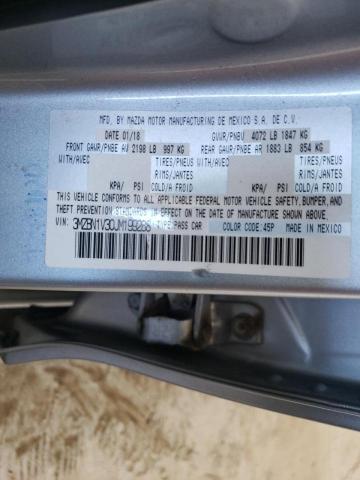 MFD. BY MAZDA MOTOR MANUFACTURING DE MEXICO S.A. DE C.V.
DATE 01/18 GVWR/PNBV 4072 LB 1847 KG
FRONT GAWR/PNBE AV 2198 LB 997 KG REAR GAWR/PNBE AR 1883 LB 854 KG
WITH/AVEC TIRES/PNEUS WITH/AVEC TIRES/PNEUS
RIMS/JANTES RIMS/JANTES
KPA/ PSI COLD/A FROID KPA/ PSI COLD/A FROID
THIS VEHICLE CONFORMS TO ALL APPLICABLE FEDERAL MOTOR VEHICLE SAFETY, BUMPER, AND
THEFT PREVENTION STANDARDS IN EFFECT ON THE DATE OF MANUFACTURE SHOWN ABOVE.
VIN: 3MZBN1V30JM199268 TYPE: PASS CAR COLOR CODE: 45P MADE IN MEXICO